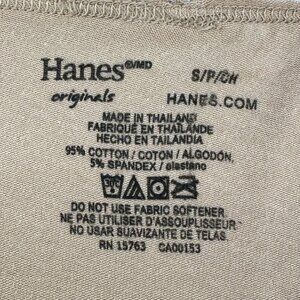 Hanes®/MD S/P/CH
originals HANES.COM
MADE IN THAILAND
FABRIQUÉ EN THAÏLANDE
HECHO EN TAILANDIA
95% COTTON / COTON / ALGODÓN,
5% SPANDEX / elastano
DO NOT USE FABRIC SOFTENER.
NE PAS UTILISER D'ASSOUPLISSEUR.
NO USAR SUAVIZANTE DE TELAS.
RN 15763 CA00153